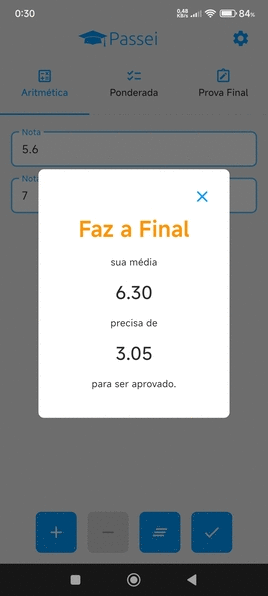 0:30
0,48
KB/s
84%
Passei
Aritmética
Ponderada
Prova Final
Nota
5.6
Nota
7
Faz a Final
sua média
6.30
precisa de
3.05
para ser aprovado.